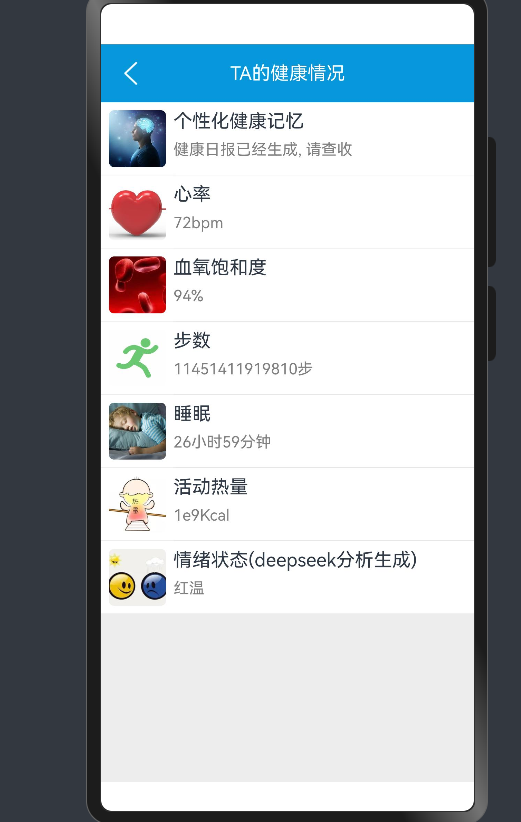 TA的健康情况
个性化健康记忆
健康日报已经生成, 请查收
心率
72bpm
血氧饱和度
94%
步数
11451411919810步
睡眠
26小时59分钟
活动热量
1e9Kcal
情绪状态(deepseek分析生成)
红温